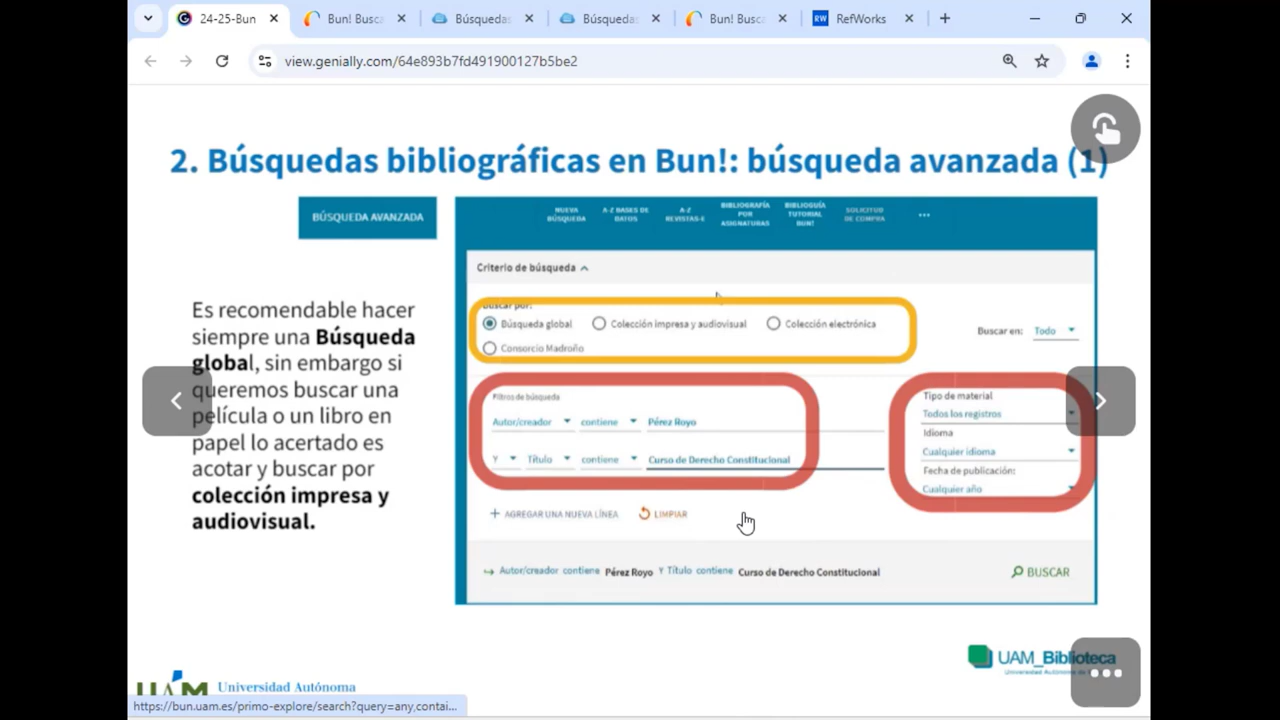 24-25-Bun
Bun! Busca
Búsquedas
Búsquedas
Bun! Busca
RW
RefWorks
view.genially.com/64e893b7fd491900127b5be2
2. Búsquedas bibliográficas en Bun!: búsqueda avanzada (1)
BÚSQUEDA AVANZADA
Es recomendable hacer
siempre una Búsqueda
global, sin embargo si
queremos buscar una
película o un libro en
papel lo acertado es
acotar y buscar por
colección impresa y
audiovisual.
NUEVA BÚSQUEDA
A-Z BASES DE DATOS
A-Z REVISTAS-E
BIBLIOGRAFÍA POR ASIGNATURAS
BIBLIOGUÍA TUTORIAL BUN!
SOLICITUD DE COMPRA
...
Criterio de búsqueda
Buscar por:
Búsqueda global
Colección impresa y audiovisual
Colección electrónica
Consorcio Madroño
Buscar en: Todo
Filtros de búsqueda
Autor/creador contiene Pérez Royo
Y Título contiene Curso de Derecho Constitucional
Tipo de material
Todos los registros
Idioma
Cualquier idioma
Fecha de publicación:
Cualquier año
+ AGREGAR UNA NUEVA LÍNEA
LIMPIAR
Autor/creador contiene Pérez Royo Y Título contiene Curso de Derecho Constitucional
BUSCAR
UAM_Biblioteca
UAM
Universidad Autónoma
https://bun.uam.es/primo-explore/search?query=any,contai...